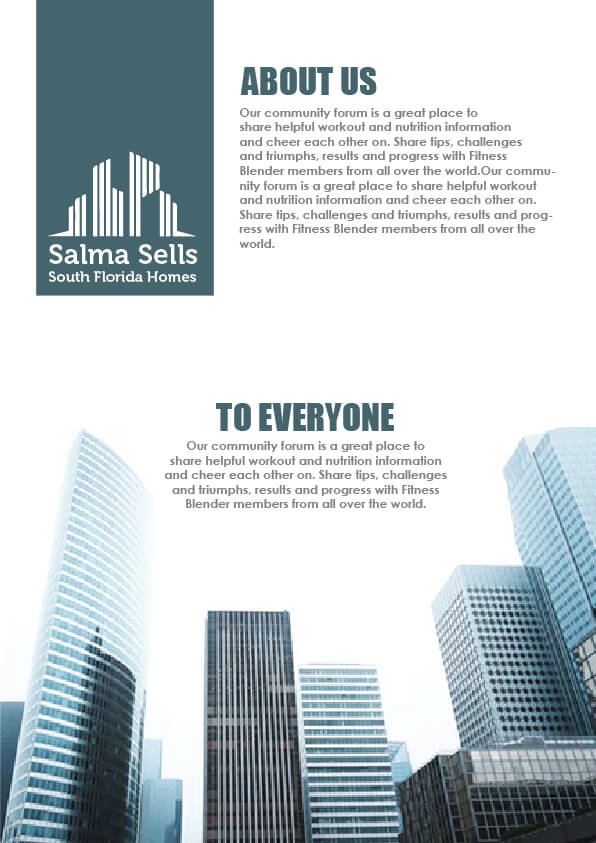 Salma Sells
South Florida Homes
ABOUT US
Our community forum is a great place to
share helpful workout and nutrition information
and cheer each other on. Share tips, challenges
and triumphs, results and progress with Fitness
Blender members from all over the world.Our commu-
nity forum is a great place to share helpful workout
and nutrition information and cheer each other on.
Share tips, challenges and triumphs, results and prog-
ress with Fitness Blender members from all over the
world.
TO EVERYONE
Our community forum is a great place to
share helpful workout and nutrition information
and cheer each other on. Share tips, challenges
and triumphs, results and progress with Fitness
Blender members from all over the world.